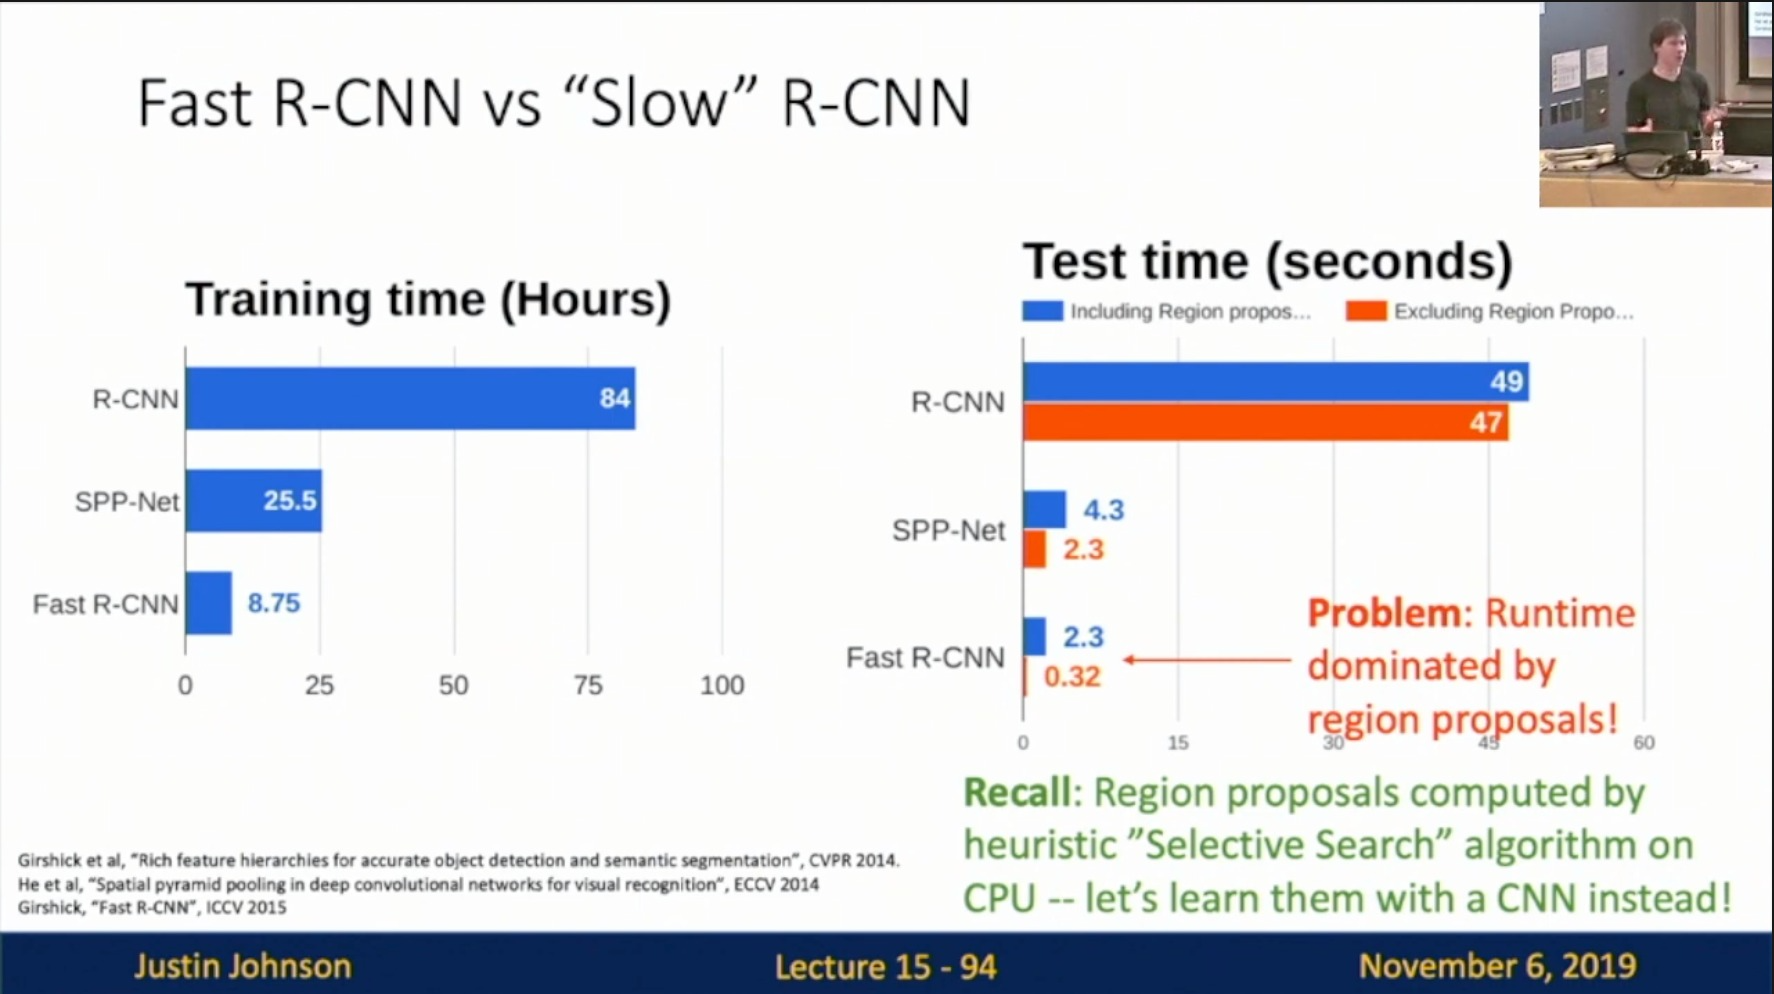 Fast R-CNN vs “Slow” R-CNN
Training time (Hours)
R-CNN
84
SPP-Net
25.5
Fast R-CNN
8.75
0 25 50 75 100
Test time (seconds)
Including Region propos... Excluding Region Propo...
R-CNN
49
47
SPP-Net
4.3
2.3
Fast R-CNN
2.3
0.32
0 15 30 45 60
Problem: Runtime
dominated by
region proposals!
Recall: Region proposals computed by
heuristic ”Selective Search” algorithm on
CPU -- let’s learn them with a CNN instead!
Girshick et al, “Rich feature hierarchies for accurate object detection and semantic segmentation”, CVPR 2014.
He et al, “Spatial pyramid pooling in deep convolutional networks for visual recognition”, ECCV 2014
Girshick, “Fast R-CNN”, ICCV 2015
Justin Johnson Lecture 15 - 94 November 6, 2019